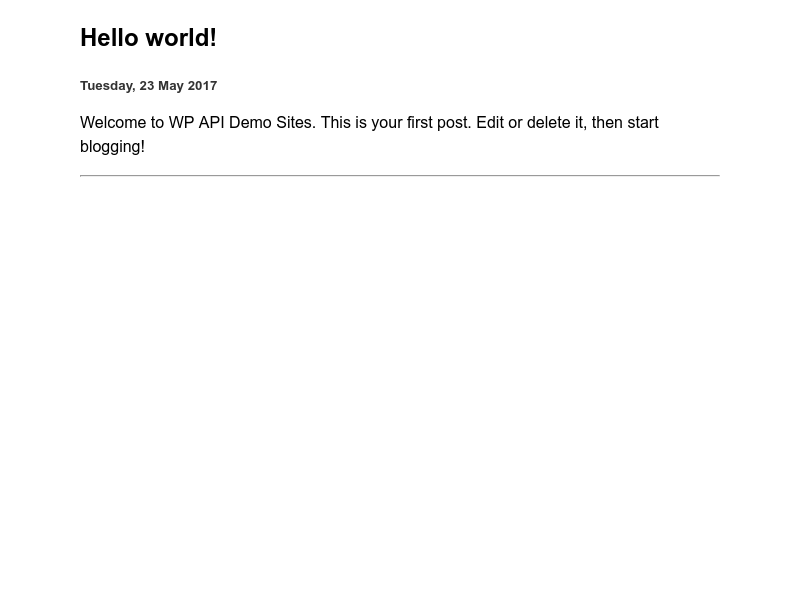 Hello world!
Tuesday, 23 May 2017
Welcome to WP API Demo Sites. This is your first post. Edit or delete it, then start
blogging!